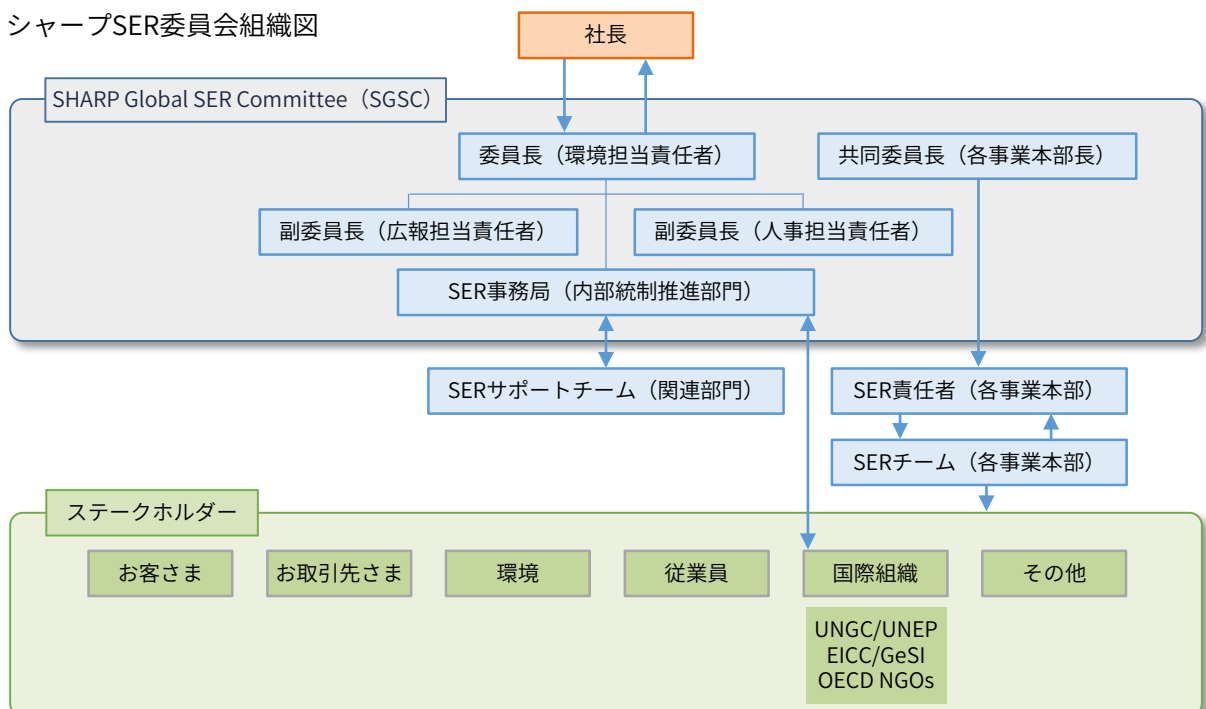 シャープSER委員会組織図
社長
SHARP Global SER Committee（SGSC）
委員長（環境担当責任者）
共同委員長（各事業本部長）
副委員長（広報担当責任者）
副委員長（人事担当責任者）
SER事務局（内部統制推進部門）
SERサポートチーム（関連部門）
SER責任者（各事業本部）
SERチーム（各事業本部）
ステークホルダー
お客さま
お取引先さま
環境
従業員
国際組織
その他
UNGC/UNEP
EICC/GeSI
OECD NGOs